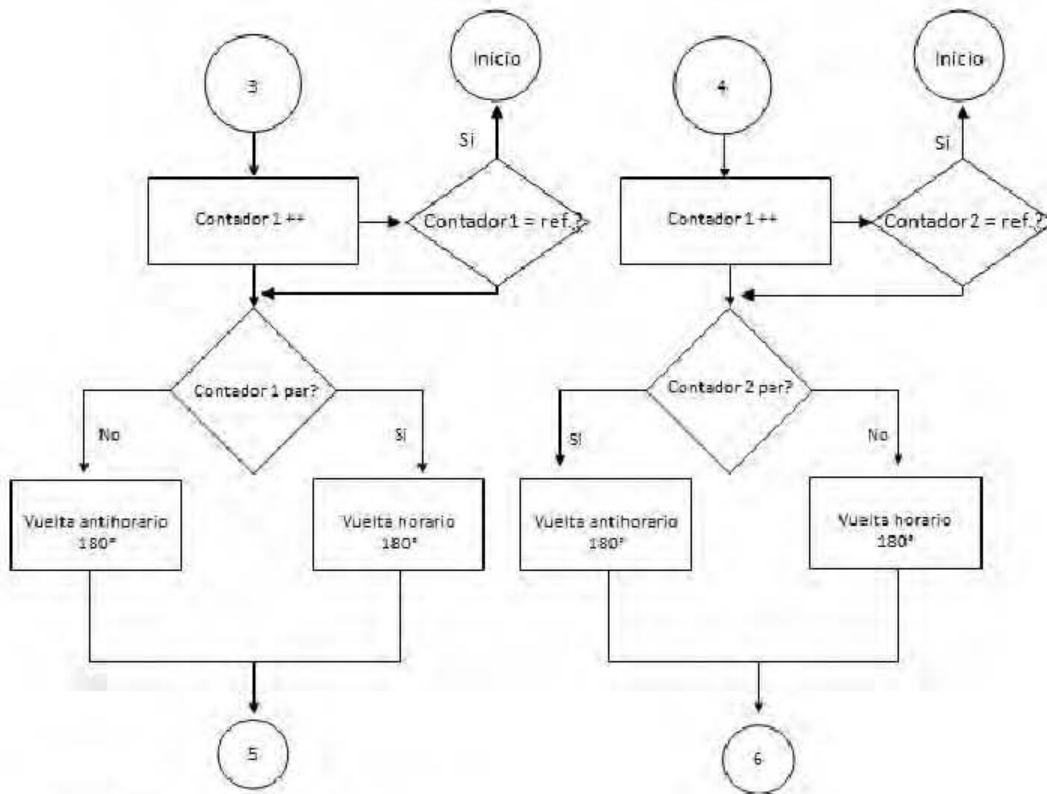 3
Inicio
Si
Contador 1 ++
Contador 1 = ref.?
Contador 1 par?
No
Si
Vuelta antihorario
180°
Vuelta horario
180°
5
4
Inicio
Si
Contador 1 ++
Contador 2 = ref.?
Contador 2 par?
Si
No
Vuelta antihorario
180°
Vuelta horario
180°
6